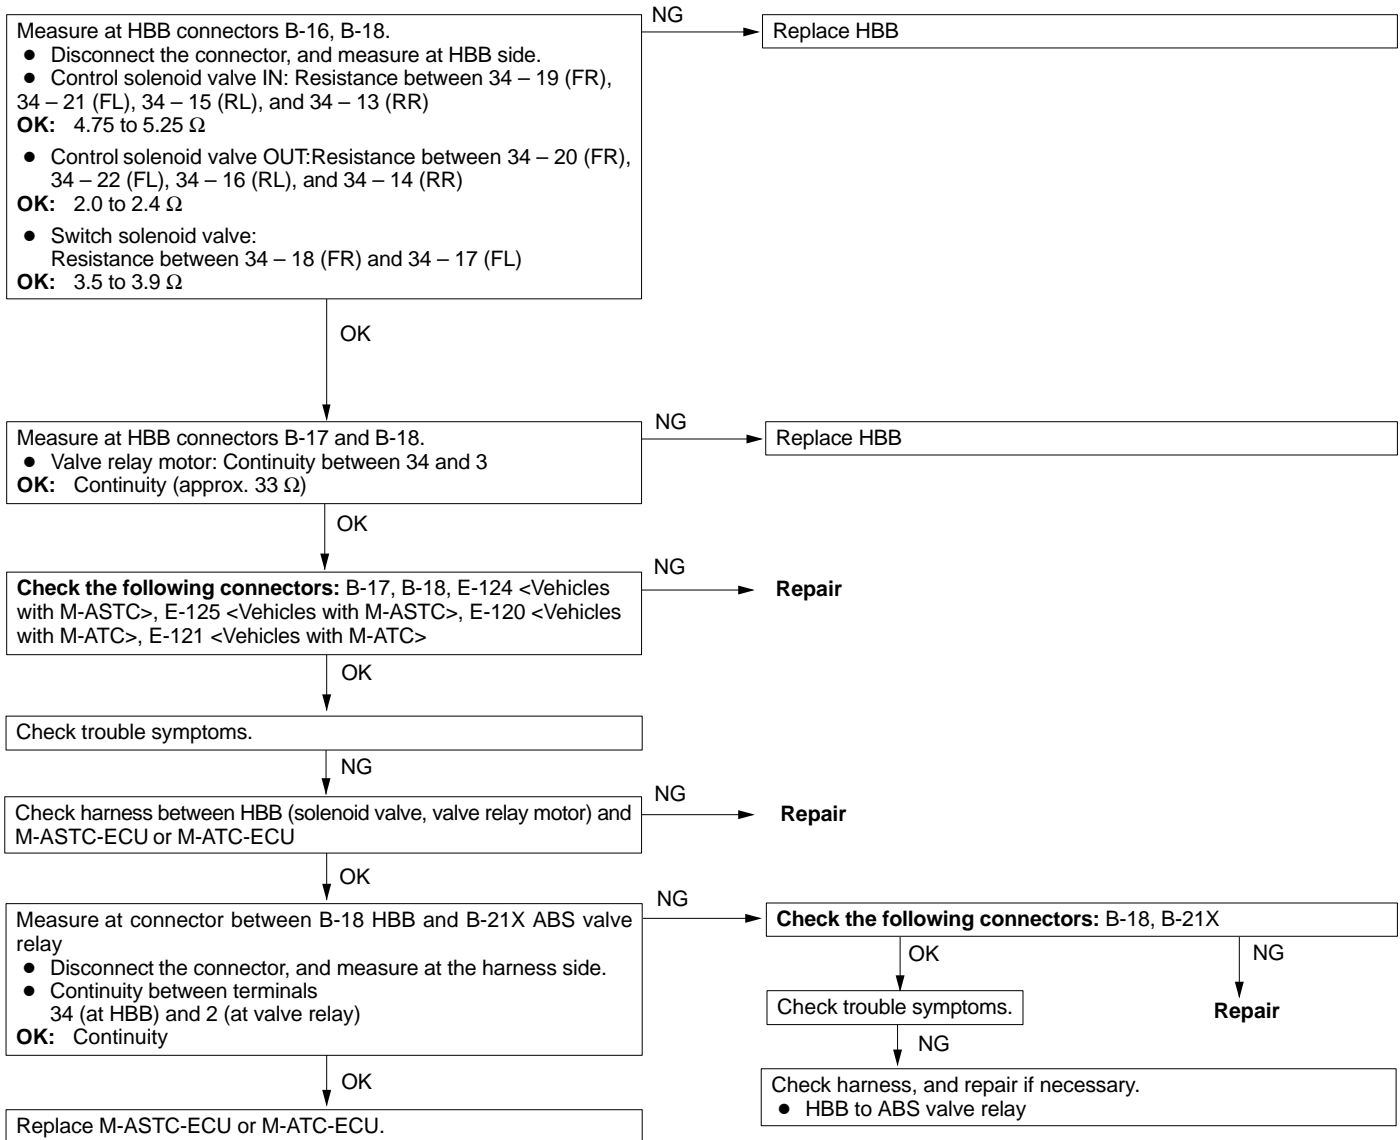 Measure at HBB connectors B-16, B-18.
● Disconnect the connector, and measure at HBB side.
● Control solenoid valve IN: Resistance between 34 – 19 (FR),
34 – 21 (FL), 34 – 15 (RL), and 34 – 13 (RR)
OK: 4.75 to 5.25 Ω
● Control solenoid valve OUT:Resistance between 34 – 20 (FR),
34 – 22 (FL), 34 – 16 (RL), and 34 – 14 (RR)
OK: 2.0 to 2.4 Ω
● Switch solenoid valve:
Resistance between 34 – 18 (FR) and 34 – 17 (FL)
OK: 3.5 to 3.9 Ω
NG
Replace HBB
OK
Measure at HBB connectors B-17 and B-18.
● Valve relay motor: Continuity between 34 and 3
OK: Continuity (approx. 33 Ω)
NG
Replace HBB
OK
Check the following connectors: B-17, B-18, E-124 <Vehicles
with M-ASTC>, E-125 <Vehicles with M-ASTC>, E-120 <Vehicles
with M-ATC>, E-121 <Vehicles with M-ATC>
NG
Repair
OK
Check trouble symptoms.
NG
Check harness between HBB (solenoid valve, valve relay motor) and
M-ASTC-ECU or M-ATC-ECU
NG
Repair
OK
Measure at connector between B-18 HBB and B-21X ABS valve
relay
● Disconnect the connector, and measure at the harness side.
● Continuity between terminals
34 (at HBB) and 2 (at valve relay)
OK: Continuity
NG
Check the following connectors: B-18, B-21X
OK
NG
Check trouble symptoms.
Repair
NG
Check harness, and repair if necessary.
● HBB to ABS valve relay
OK
Replace M-ASTC-ECU or M-ATC-ECU.